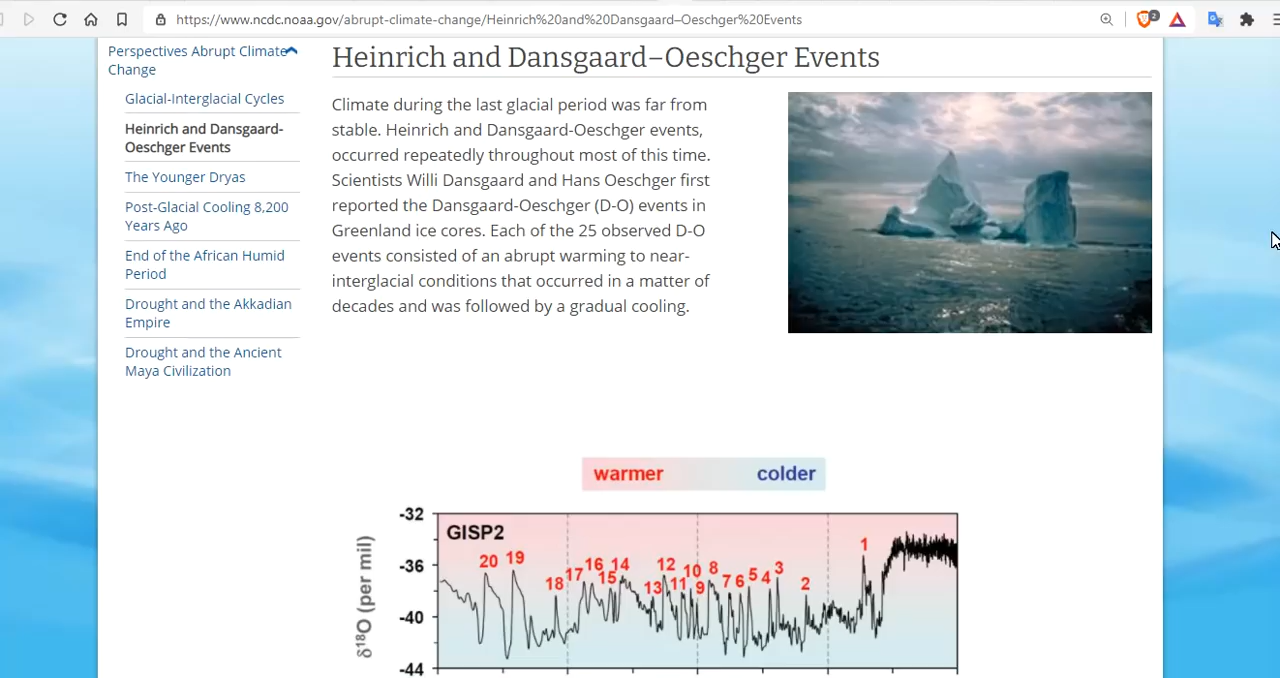 https://www.ncdc.noaa.gov/abrupt-climate-change/Heinrich%20and%20Dansgaard–Oeschger%20Events
2
Perspectives Abrupt Climate
Change
Glacial-Interglacial Cycles
Heinrich and Dansgaard-
Oeschger Events
The Younger Dryas
Post-Glacial Cooling 8,200
Years Ago
End of the African Humid
Period
Drought and the Akkadian
Empire
Drought and the Ancient
Maya Civilization
Heinrich and Dansgaard–Oeschger Events
Climate during the last glacial period was far from
stable. Heinrich and Dansgaard-Oeschger events,
occurred repeatedly throughout most of this time.
Scientists Willi Dansgaard and Hans Oeschger first
reported the Dansgaard-Oeschger (D-O) events in
Greenland ice cores. Each of the 25 observed D-O
events consisted of an abrupt warming to near-
interglacial conditions that occurred in a matter of
decades and was followed by a gradual cooling.
warmer colder
GISP2
-32
-36
-40
-44
δ¹⁸O (per mil)
20 19 18 17 16 15 14 13 12 11 10 9 8 7 6 5 4 3 2 1